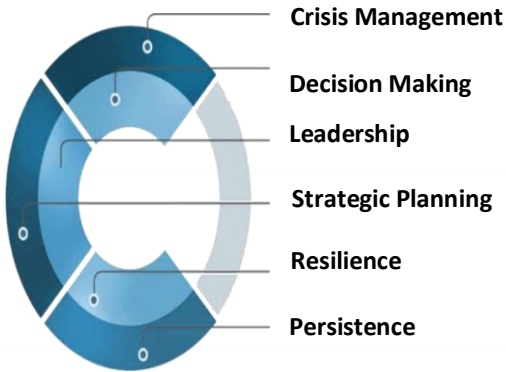 Crisis Management
Decision Making
Leadership
Strategic Planning
Resilience
Persistence